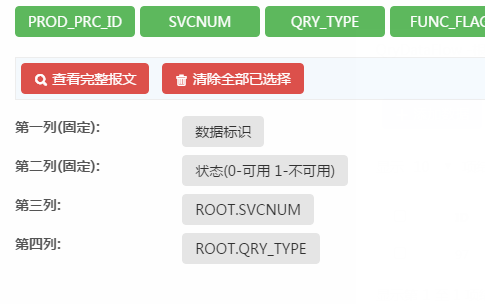 PROD_PRC_ID SVCNUM QRY_TYPE FUNC_FLAG
查看完整报文 清除全部已选择
第一列(固定): 数据标识
第二列(固定): 状态(0-可用 1-不可用)
第三列: ROOT.SVCNUM
第四列: ROOT.QRY_TYPE